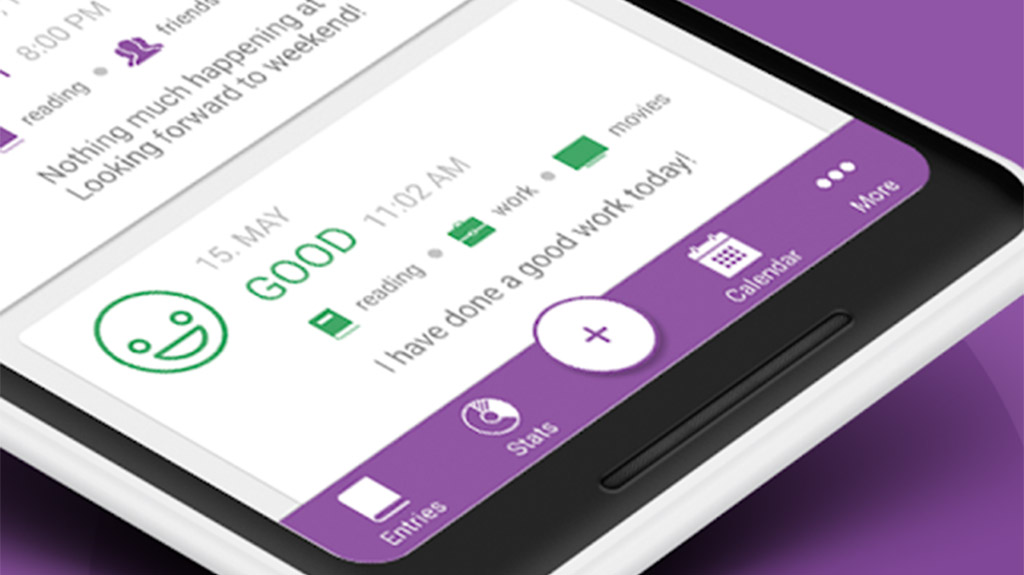 8:00 PM
reading • friends
Nothing much happening at
Looking forward to weekend!
15. MAY
GOOD 11:02 AM
reading • work • movies
I have done a good work today!
Entries
Stats
+
Calendar
More